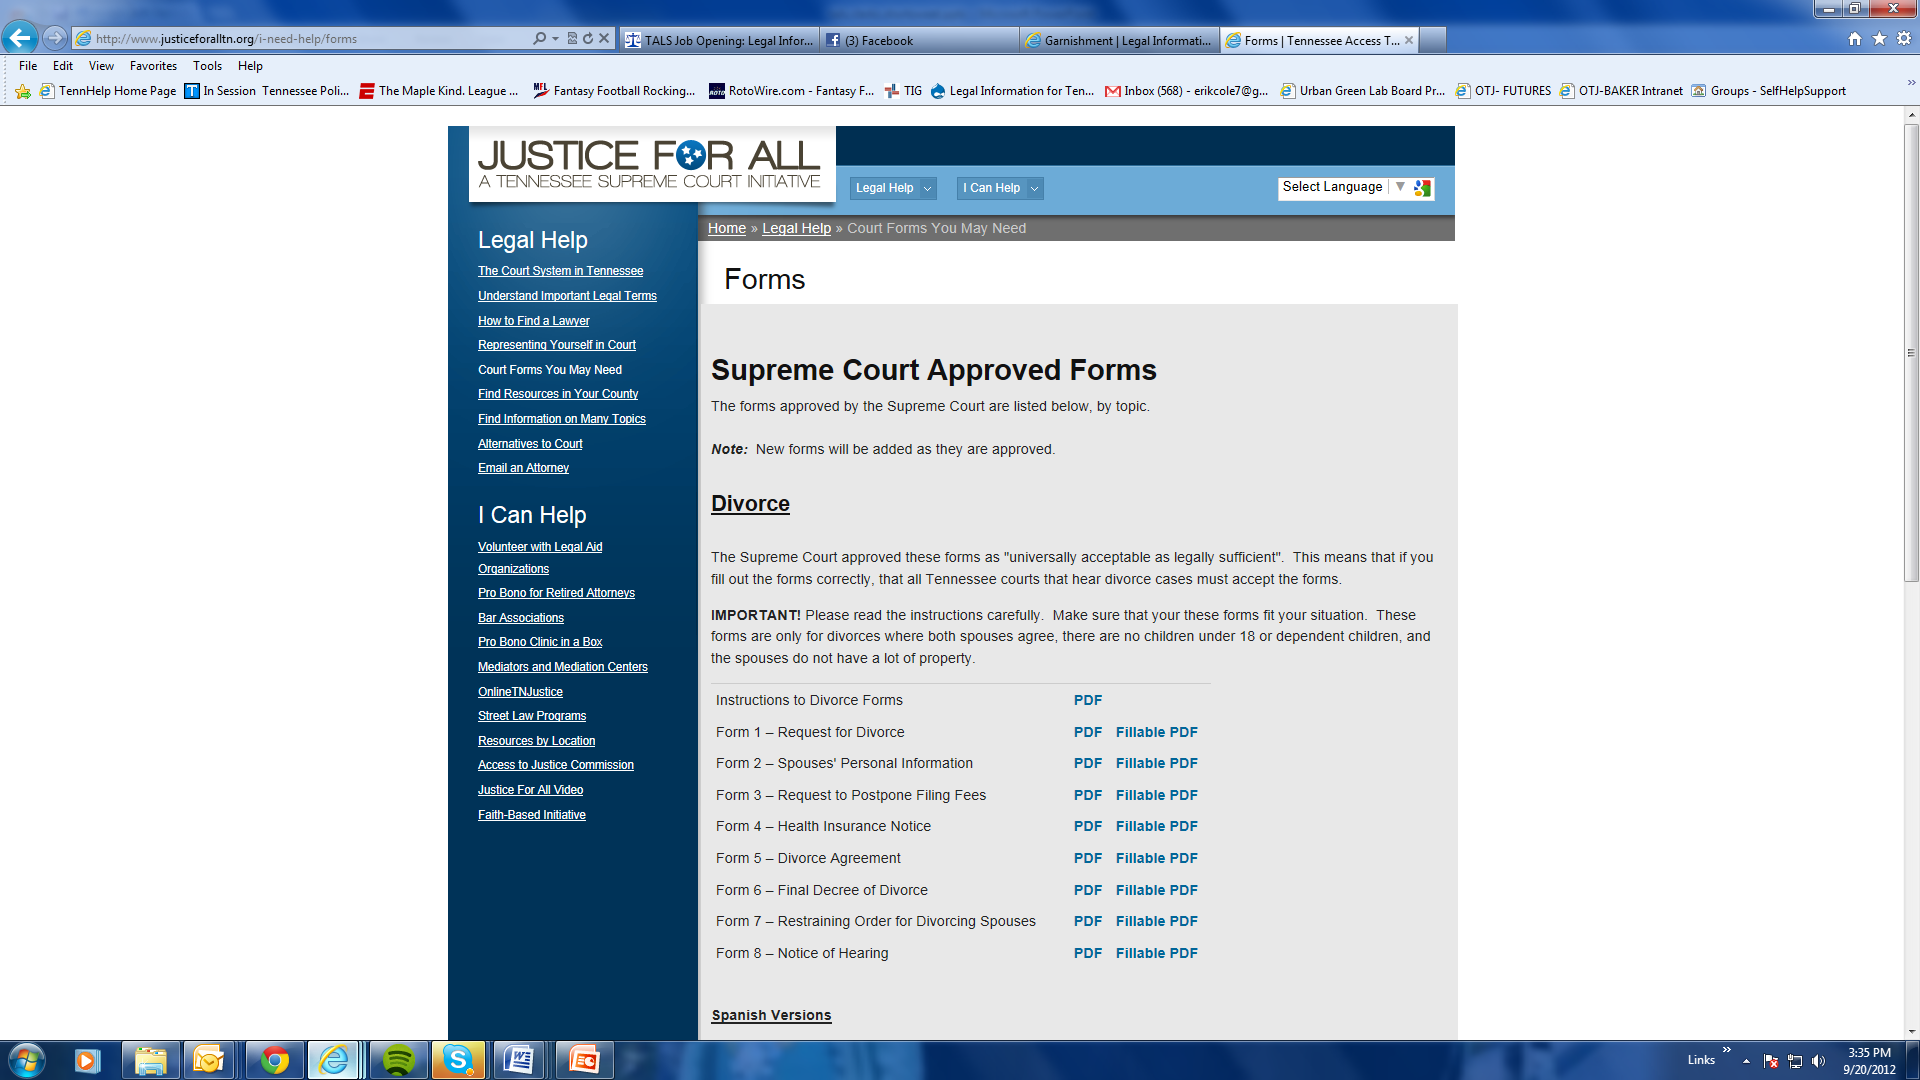 http://www.justiceforalltn.org/i-need-help/forms
TALS Job Opening: Legal Infor...
(3) Facebook
Garnishment | Legal Informati...
Forms | Tennessee Access T...
File Edit View Favorites Tools Help
TennHelp Home Page
In Session Tennessee Poli...
The Maple Kind. League ...
Fantasy Football Rocking...
RotoWire.com - Fantasy F...
TIG
Legal Information for Ten...
Inbox (568) - erikcole7@g...
Urban Green Lab Board Pr...
OTJ- FUTURES
OTJ-BAKER Intranet
Groups - SelfHelpSupport
JUSTICE FOR ALL
A TENNESSEE SUPREME COURT INITIATIVE
Legal Help
I Can Help
Select Language
Home » Legal Help » Court Forms You May Need
Legal Help
The Court System in Tennessee
Understand Important Legal Terms
How to Find a Lawyer
Representing Yourself in Court
Court Forms You May Need
Find Resources in Your County
Find Information on Many Topics
Alternatives to Court
Email an Attorney
I Can Help
Volunteer with Legal Aid
Organizations
Pro Bono for Retired Attorneys
Bar Associations
Pro Bono Clinic in a Box
Mediators and Mediation Centers
OnlineTNJustice
Street Law Programs
Resources by Location
Access to Justice Commission
Justice For All Video
Faith-Based Initiative
Forms
Supreme Court Approved Forms
The forms approved by the Supreme Court are listed below, by topic.
Note: New forms will be added as they are approved.
Divorce
The Supreme Court approved these forms as "universally acceptable as legally sufficient". This means that if you
fill out the forms correctly, that all Tennessee courts that hear divorce cases must accept the forms.
IMPORTANT! Please read the instructions carefully. Make sure that your these forms fit your situation. These
forms are only for divorces where both spouses agree, there are no children under 18 or dependent children, and
the spouses do not have a lot of property.
Instructions to Divorce Forms PDF
Form 1 – Request for Divorce PDF Fillable PDF
Form 2 – Spouses' Personal Information PDF Fillable PDF
Form 3 – Request to Postpone Filing Fees PDF Fillable PDF
Form 4 – Health Insurance Notice PDF Fillable PDF
Form 5 – Divorce Agreement PDF Fillable PDF
Form 6 – Final Decree of Divorce PDF Fillable PDF
Form 7 – Restraining Order for Divorcing Spouses PDF Fillable PDF
Form 8 – Notice of Hearing PDF Fillable PDF
Spanish Versions
Links
3:35 PM
9/20/2012